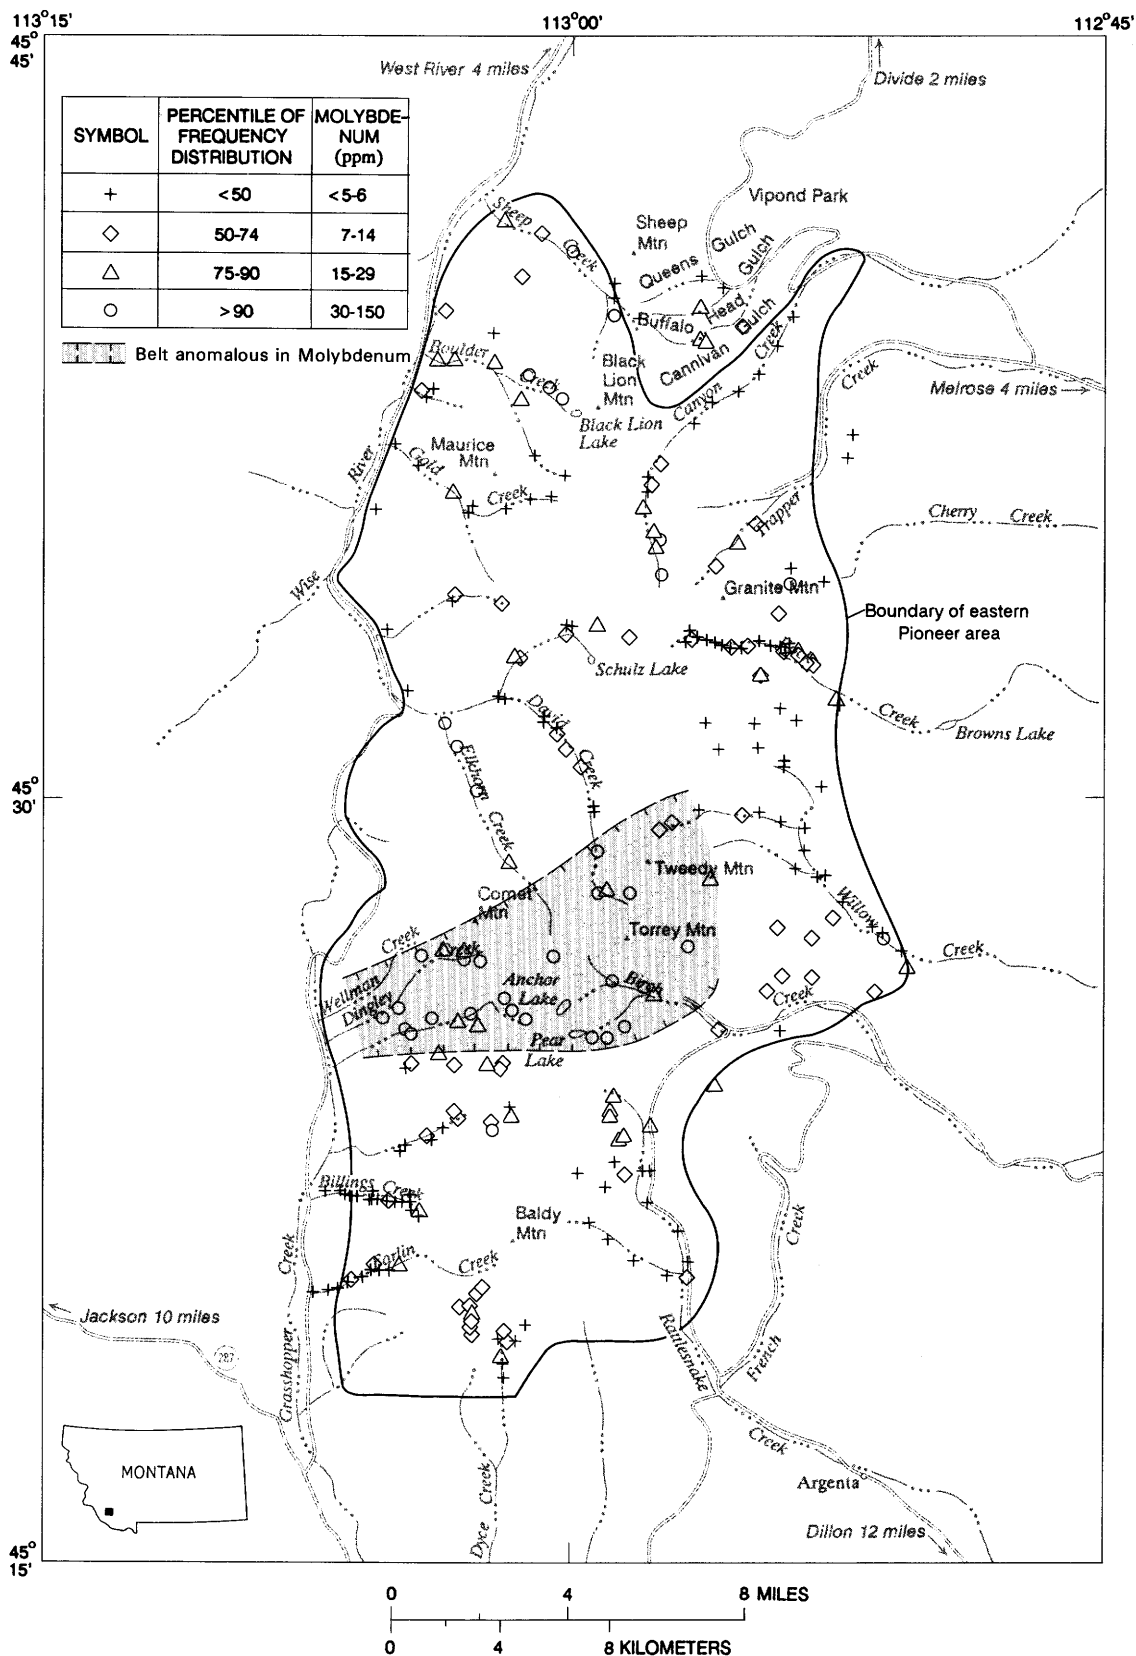 113°15'
113°00'
112°45'
45°
45'
West River 4 miles
Divide 2 miles
SYMBOL
PERCENTILE OF
FREQUENCY
DISTRIBUTION
MOLYBDE-
NUM
(ppm)
+ <50 <5-6
◇ 50-74 7-14
△ 75-90 15-29
○ >90 30-150
Belt anomalous in Molybdenum
Vipond Park
Sheep
Creek
Sheep
Mtn
Queens
Gulch
Gulch
Buffalo
Head
Gulch
Cannivan
Boulder
Creek
Black
Lion
Mtn
Canyon
Creek
Creek
Melrose 4 miles
Black Lion
Lake
River
Maurice
Mtn
Gold
Creek
Trapper
Cherry Creek
Wise
Granite Mtn
Boundary of eastern
Pioneer area
Schulz Lake
David
Creek
Creek
Browns Lake
Elkhorn
Creek
45°
30'
Tweedy Mtn
Comet
Mtn
Willow
Torrey Mtn
Creek
Creek
Creek
Wellman
Dingley
Anchor
Lake
Birch
Creek
Pear
Lake
Billings Creek
Baldy
Mtn
Creek
Farlin
Creek
Creek
Jackson 10 miles
287
Grasshopper
Rattlesnake
French
Creek
Argenta
MONTANA
Dyce Creek
Dillon 12 miles
45°
15'
0 4 8 MILES
0 4 8 KILOMETERS